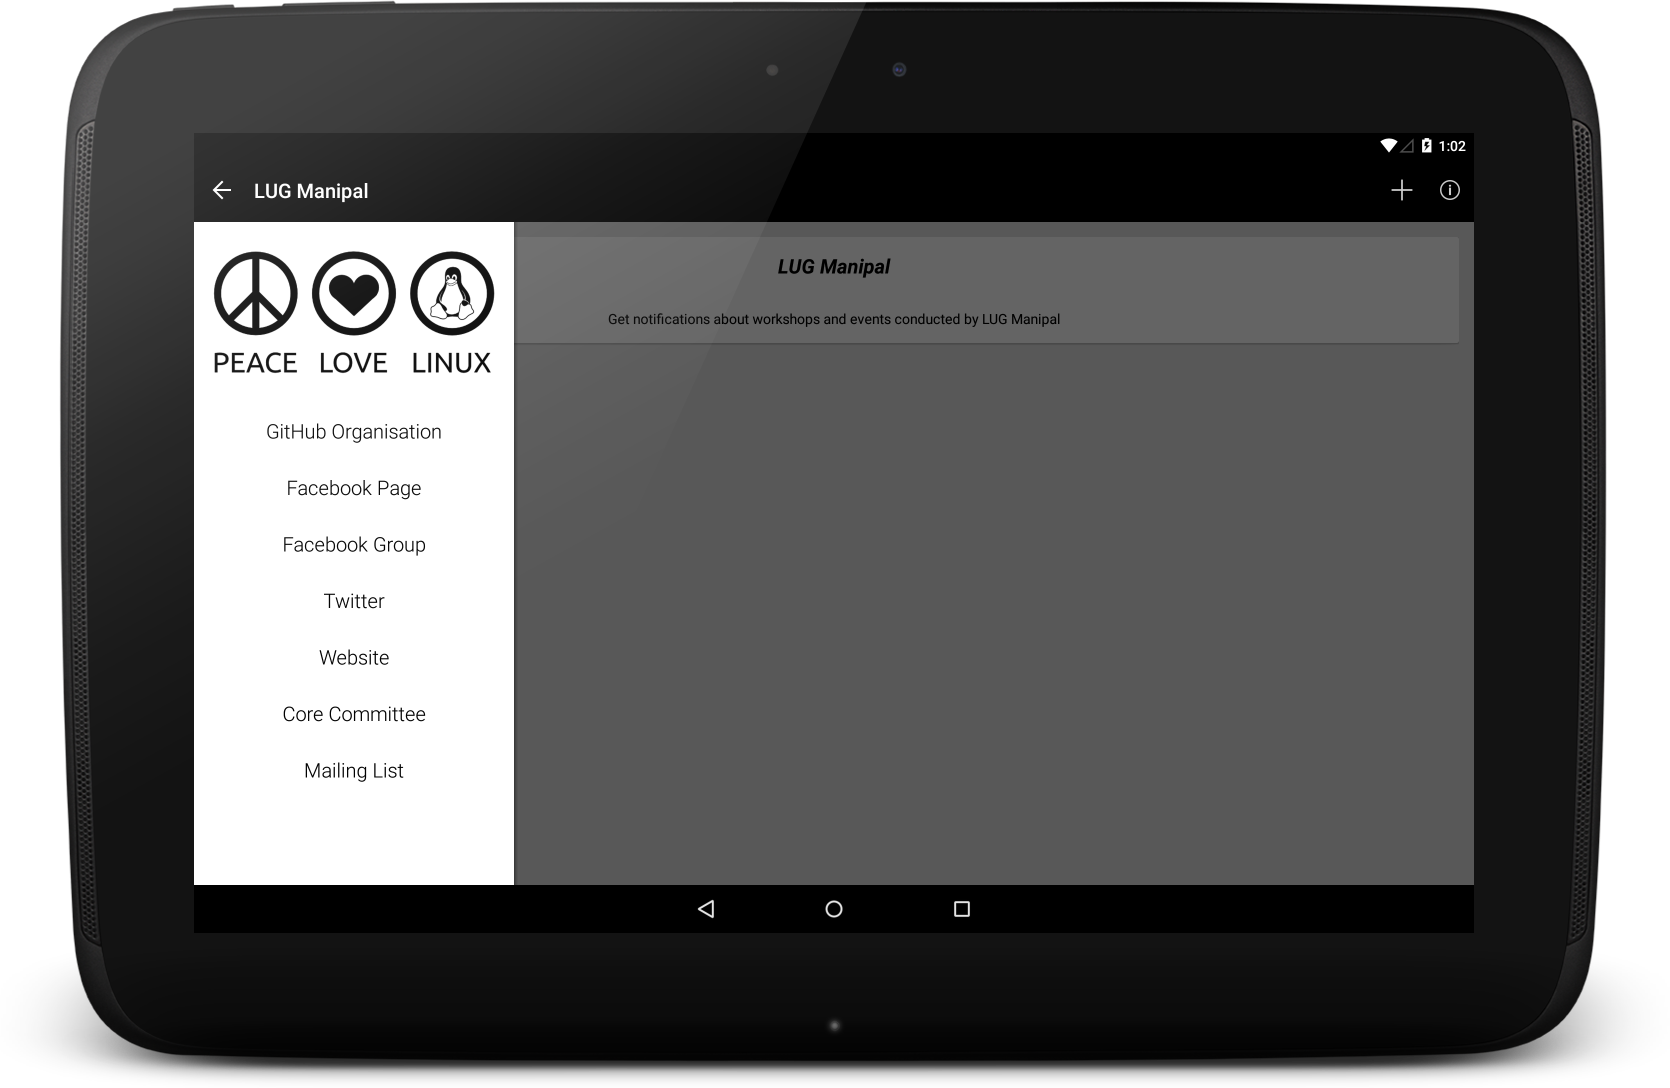 1:02
LUG Manipal
PEACE LOVE LINUX
GitHub Organisation
Facebook Page
Facebook Group
Twitter
Website
Core Committee
Mailing List
LUG Manipal
Get notifications about workshops and events conducted by LUG Manipal